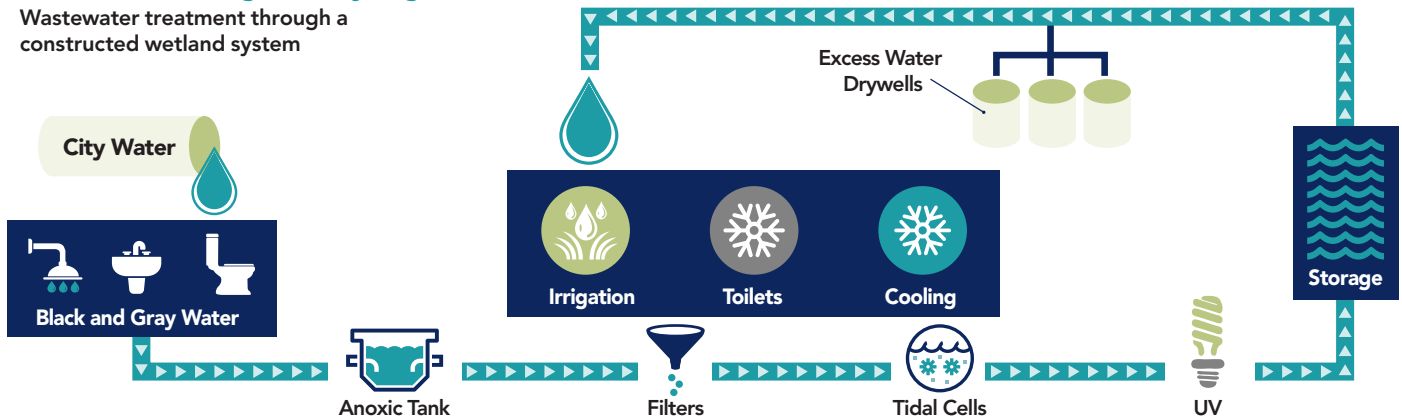 Wastewater treatment through a
constructed wetland system
Excess Water
Drywells
City Water
Black and Gray Water
Irrigation
Toilets
Cooling
Storage
Anoxic Tank
Filters
Tidal Cells
UV